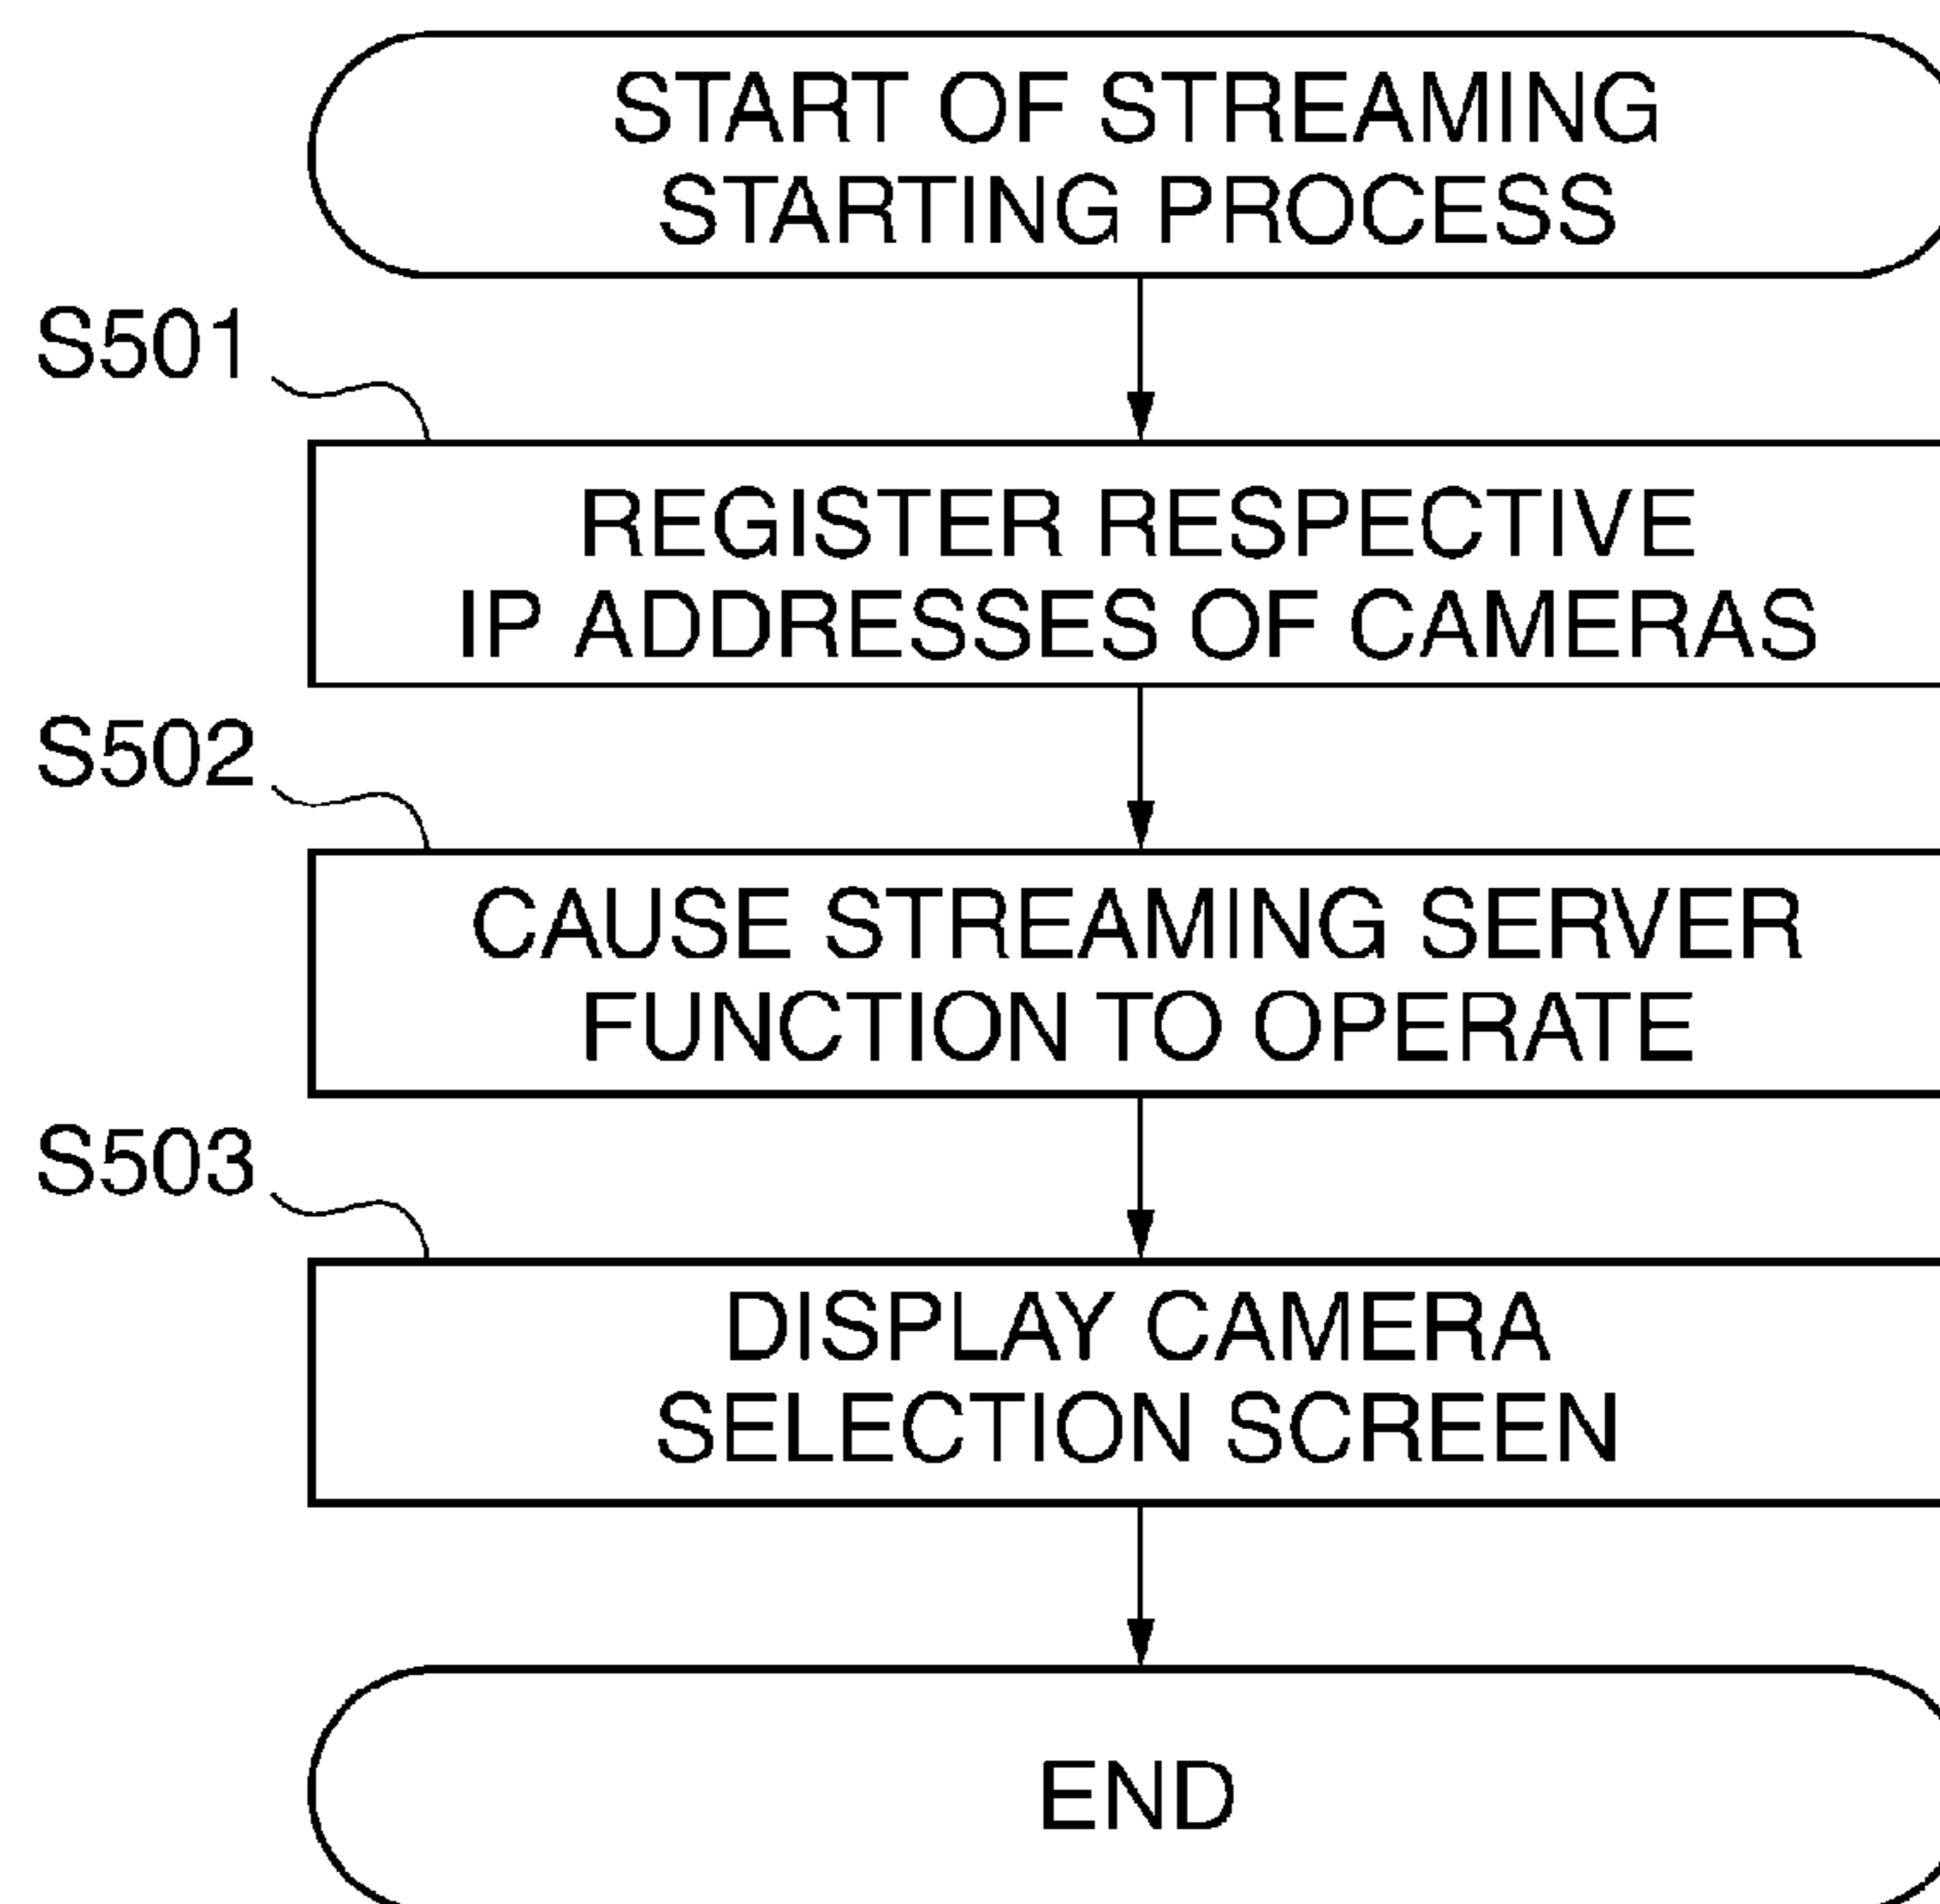 START OF STREAMING
STARTING PROCESS
S501
REGISTER RESPECTIVE
IP ADDRESSES OF CAMERAS
S502
CAUSE STREAMING SERVER
FUNCTION TO OPERATE
S503
DISPLAY CAMERA
SELECTION SCREEN
END